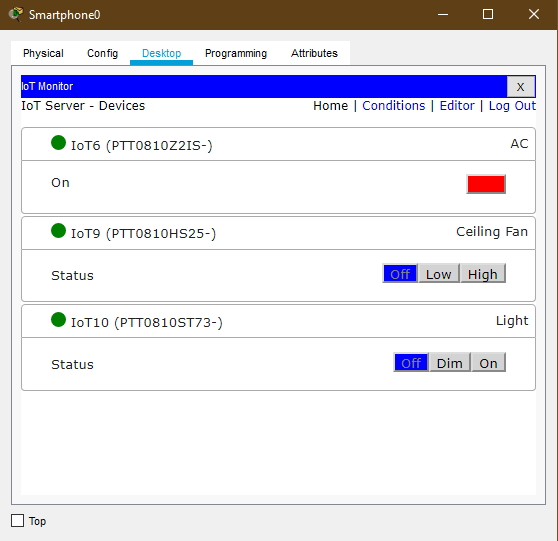 Smartphone0
Physical Config Desktop Programming Attributes
IoT Monitor X
IoT Server - Devices Home | Conditions | Editor | Log Out
IoT6 (PTT0810Z2IS-) AC
On
IoT9 (PTT0810HS25-) Ceiling Fan
Status Off Low High
IoT10 (PTT0810ST73-) Light
Status Off Dim On
Top